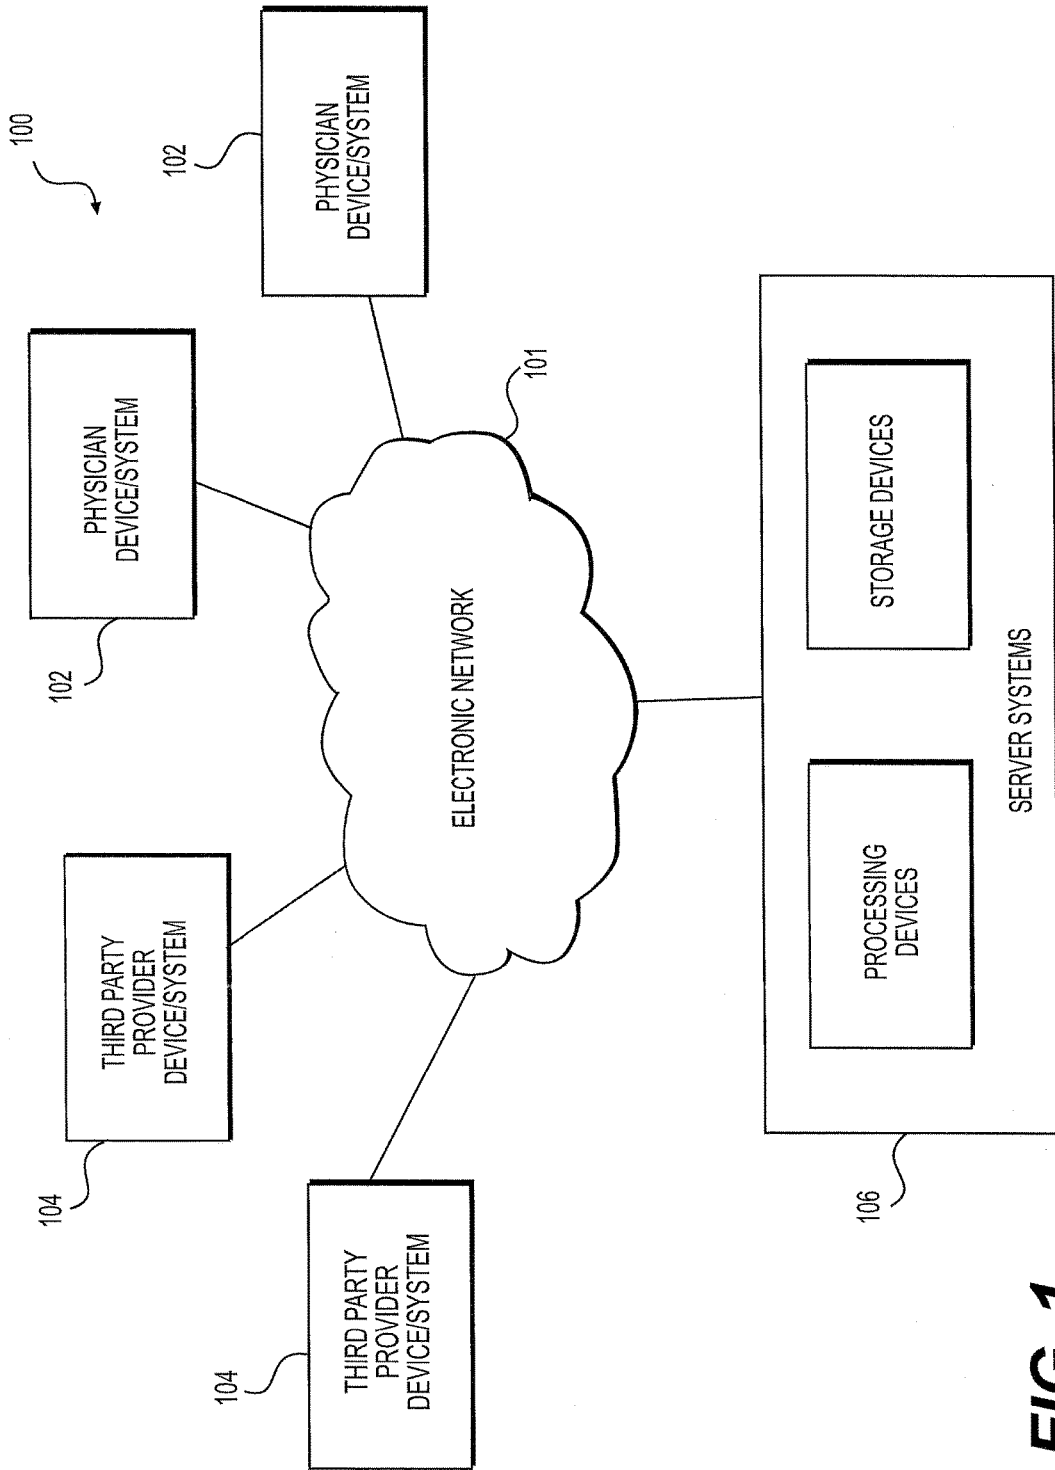 100
102
PHYSICIAN
DEVICE/SYSTEM
102
PHYSICIAN
DEVICE/SYSTEM
104
THIRD PARTY
PROVIDER
DEVICE/SYSTEM
104
THIRD PARTY
PROVIDER
DEVICE/SYSTEM
101
ELECTRONIC NETWORK
106
PROCESSING
DEVICES
STORAGE DEVICES
SERVER SYSTEMS
FIG. 1